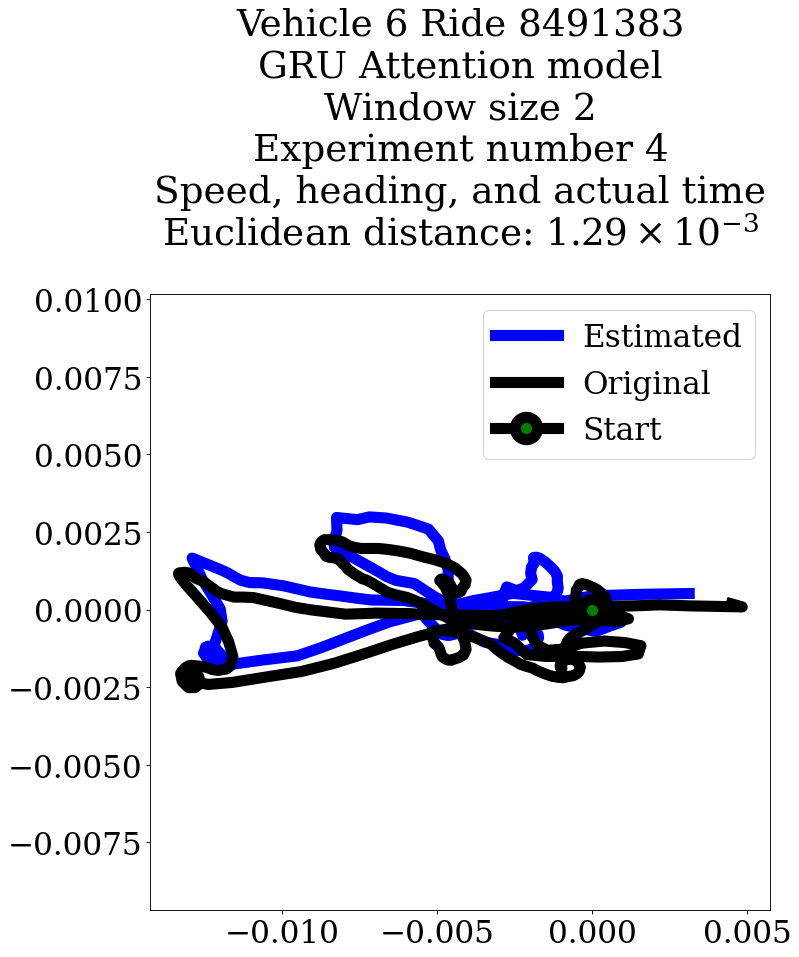 Vehicle 6 Ride 8491383
GRU Attention model
Window size 2
Experiment number 4
Speed, heading, and actual time
Euclidean distance: 1.29 × 10⁻³
0.0100
0.0075
0.0050
0.0025
0.0000
−0.0025
−0.0050
−0.0075
Estimated
Original
Start
−0.010
−0.005
0.000
0.005